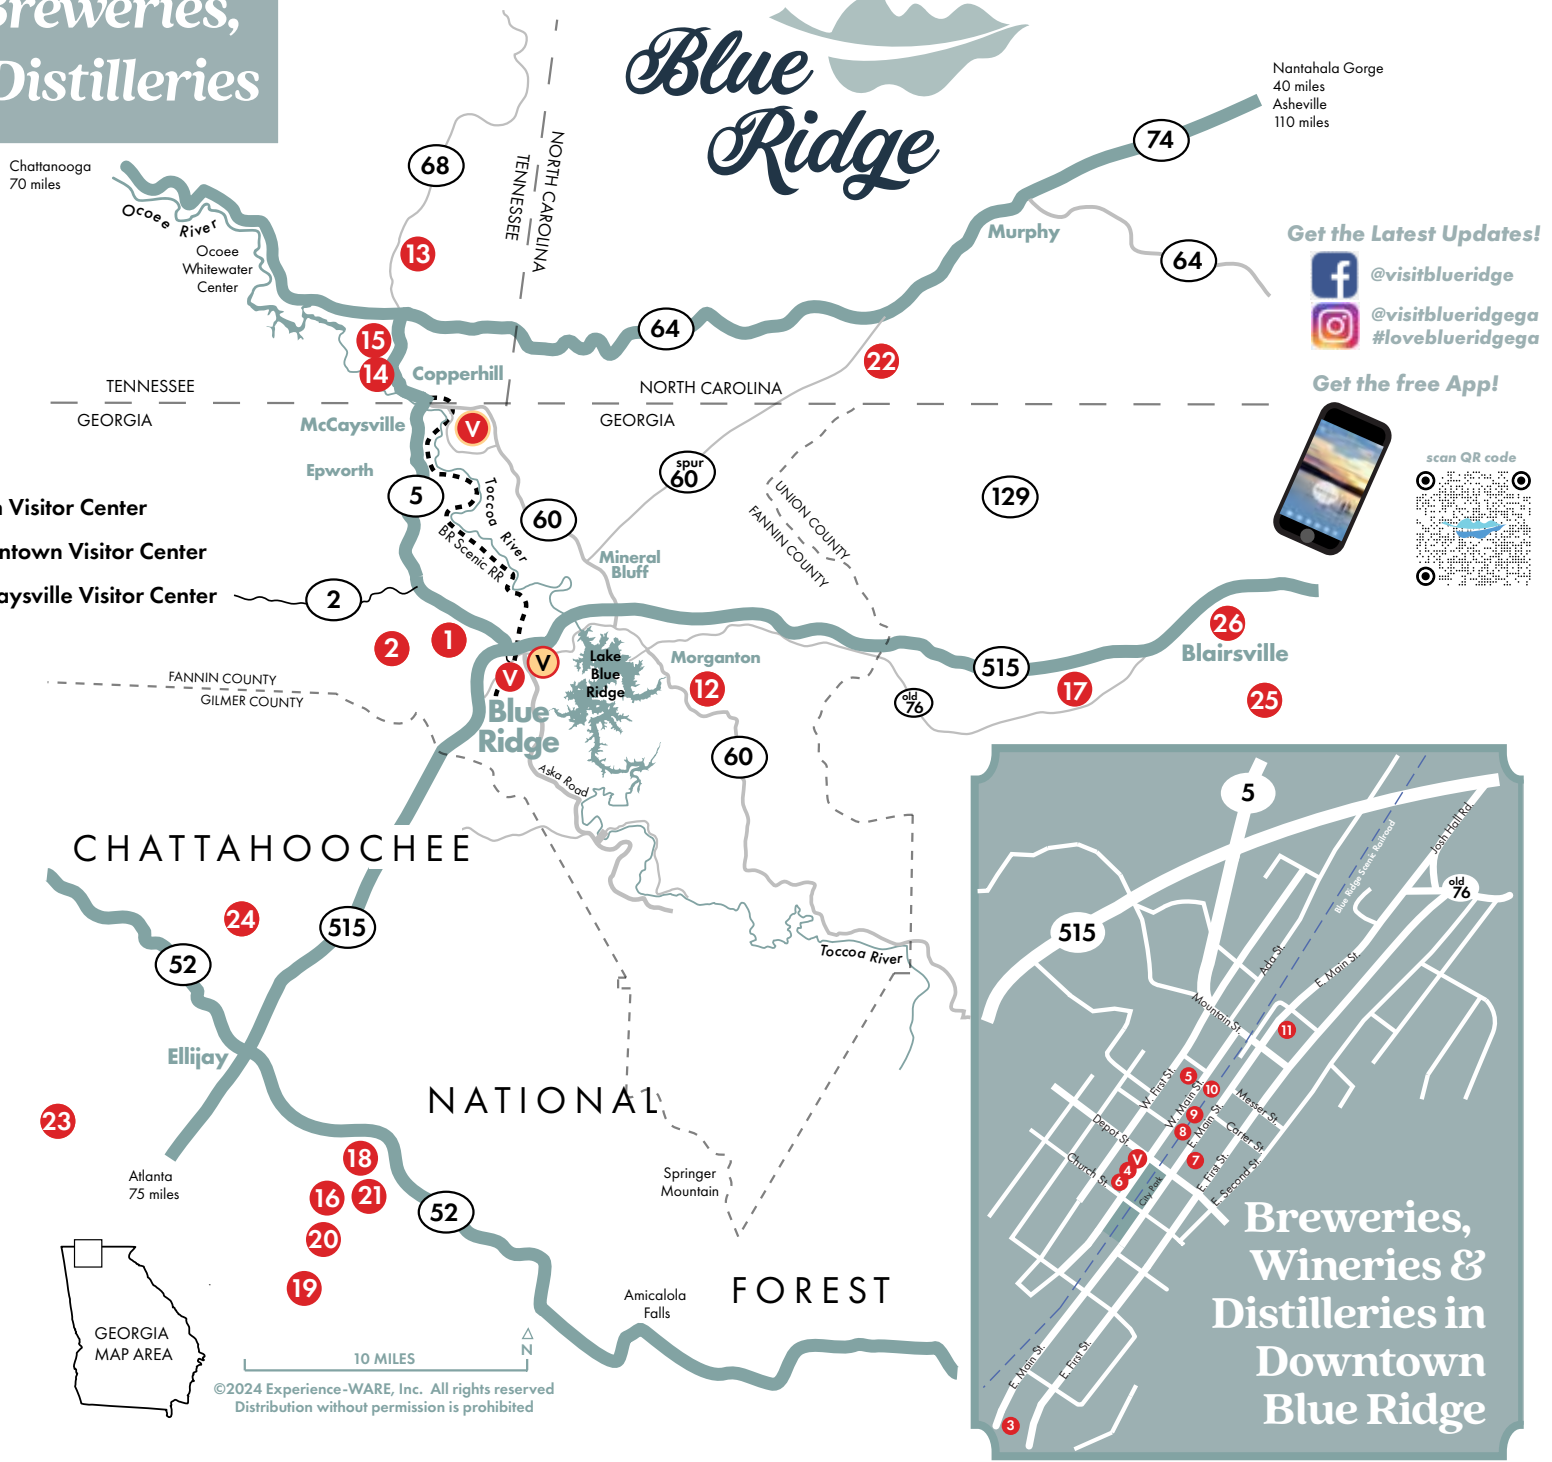 Breweries,
Distilleries
Blue
Ridge
Nantahala Gorge
40 miles
Asheville
110 miles
74
Chattanooga
70 miles
68
NORTH CAROLINA
TENNESSEE
Ocoee River
Ocoee
Whitewater
Center
13
Murphy
64
Get the Latest Updates!
@visitblueridge
@visitblueridgega
#loveblueridgega
15
14
64
22
Copperhill
TENNESSEE
NORTH CAROLINA
GEORGIA
GEORGIA
Get the free App!
scan QR code
McCaysville
V
Epworth
5
Toccoa River
60
spur
60
BR Scenic RR
UNION COUNTY
FANNIN COUNTY
129
Visitor Center
Visitor Center
Visitor Center
2
Mineral
Bluff
2
1
V
V
Lake
Blue
Ridge
Morganton
12
515
old
76
17
26
Blairsville
25
FANNIN COUNTY
GILMER COUNTY
Blue
Ridge
60
Aska Road
CHATTAHOOCHEE
24
515
52
Toccoa River
Ellijay
NATIONAL
23
Atlanta
75 miles
18
16
21
20
19
52
Springer
Mountain
FOREST
Amicalola
Falls
GEORGIA
MAP AREA
N
10 MILES
©2024 Experience-WARE, Inc. All rights reserved
Distribution without permission is prohibited
5
515
Blue Ridge Scenic Railroad
Josh Hall Rd.
old
76
Ada St.
E. Main St.
Mountain St.
11
W. First St.
5
10
W. Main St.
9
8
E. Main St.
Messer St.
Carter St.
Depot St.
V
4
6
7
Church St.
City Park
E. First St.
E. Second St.
E. Main St.
E. First St.
3
Breweries,
Wineries &
Distilleries in
Downtown
Blue Ridge